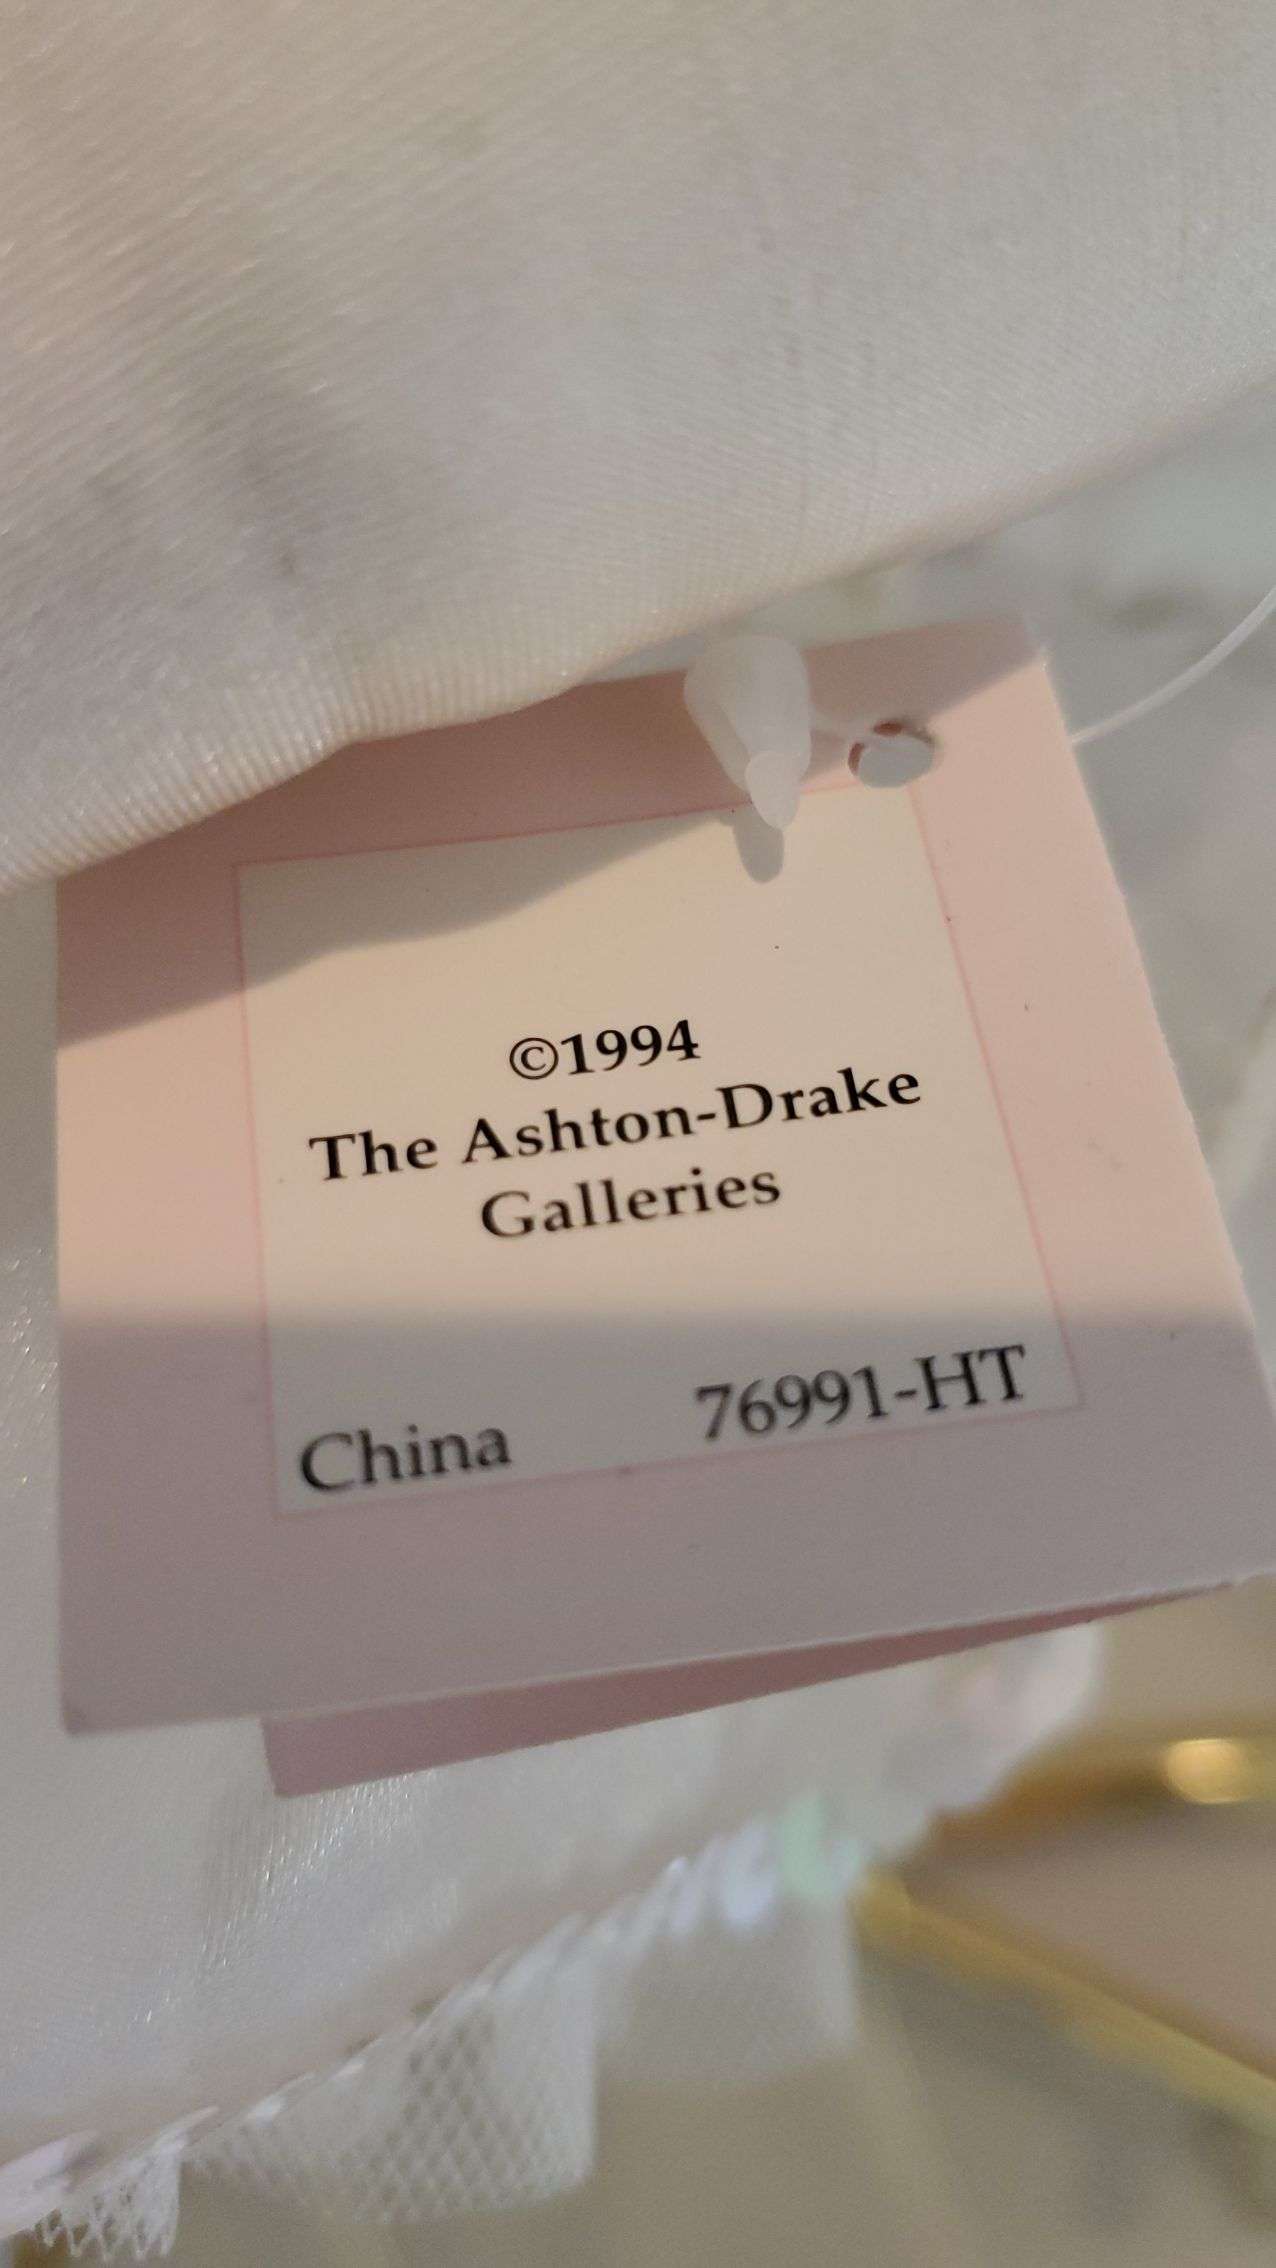 ©1994
The Ashton-Drake
Galleries
China 76991-HT